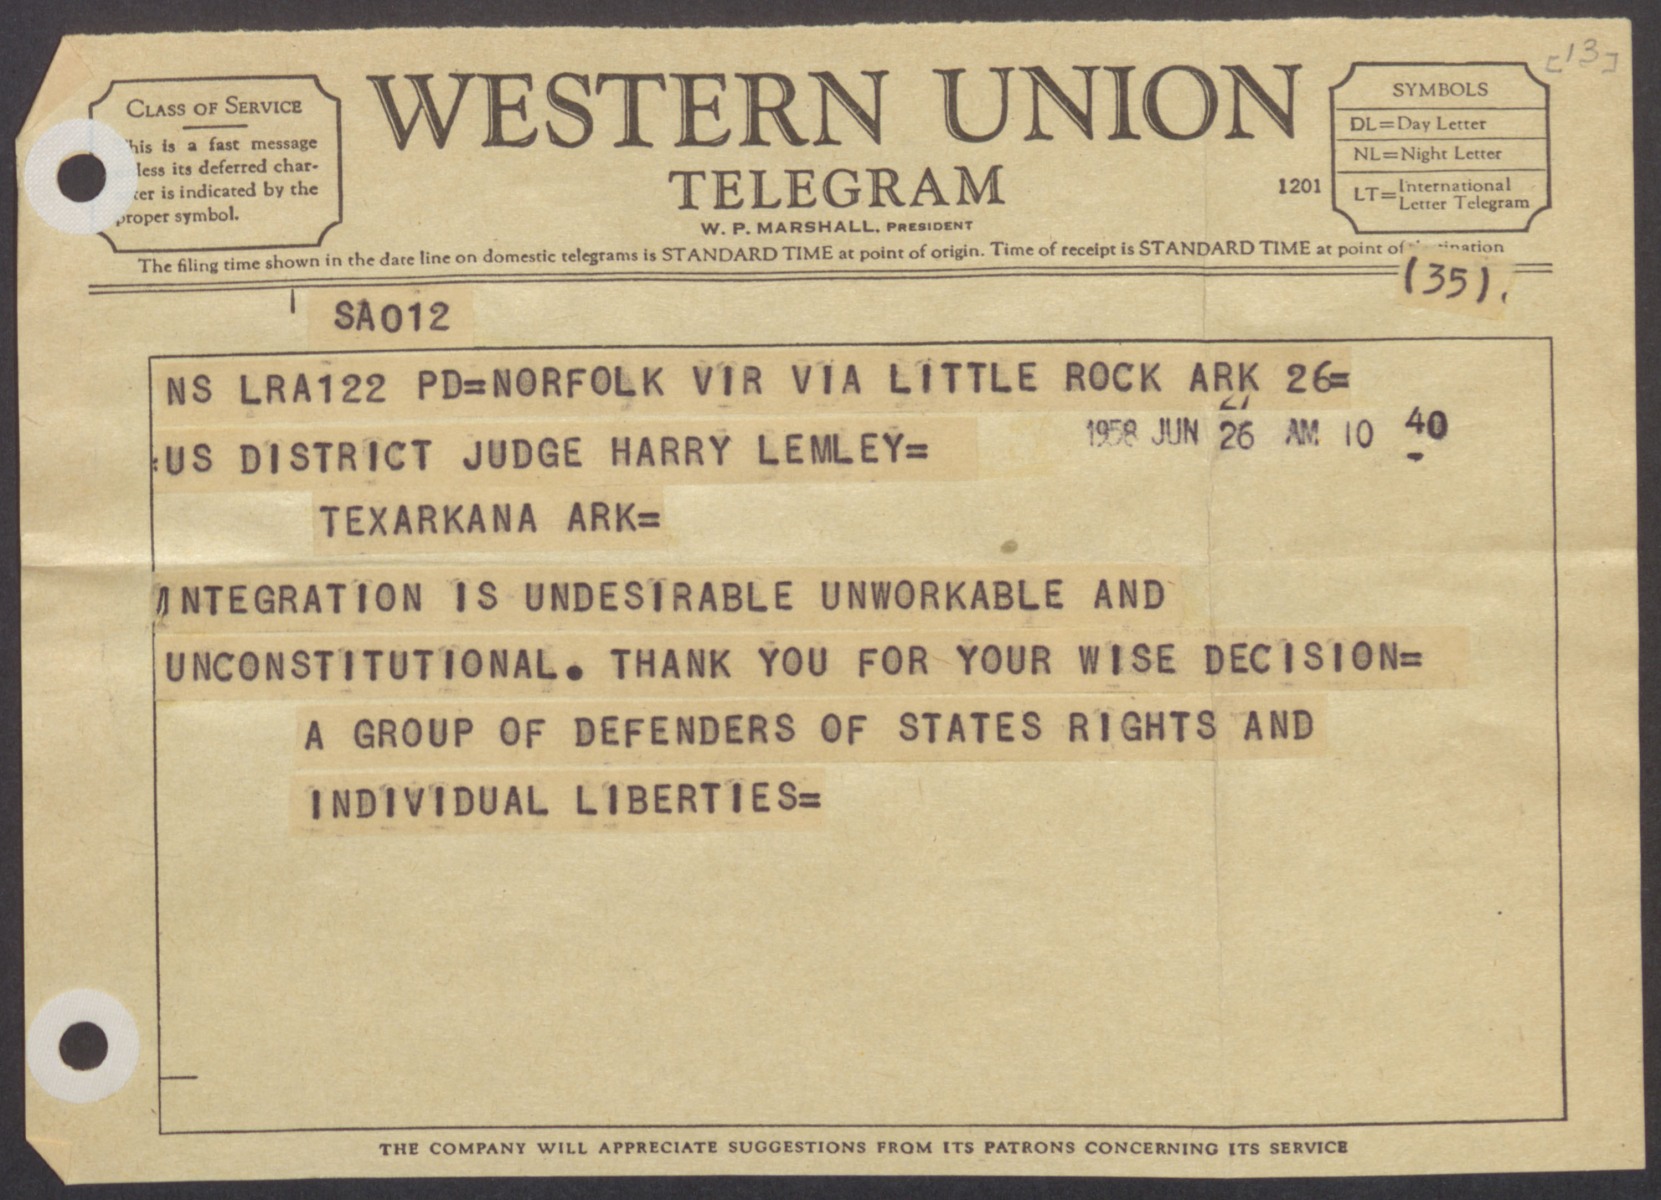 [13]
CLASS OF SERVICE
his is a fast message
less its deferred char-
ter is indicated by the
proper symbol.
WESTERN UNION
TELEGRAM
W. P. MARSHALL, PRESIDENT
1201
SYMBOLS
DL=Day Letter
NL=Night Letter
LT=International Letter Telegram
The filing time shown in the date line on domestic telegrams is STANDARD TIME at point of origin. Time of receipt is STANDARD TIME at point of
(35).
SA012
NS LRA122 PD=NORFOLK VIR VIA LITTLE ROCK ARK 26=
1958 JUN 26 AM 10 40
:US DISTRICT JUDGE HARRY LEMLEY=
TEXARKANA ARK=
INTEGRATION IS UNDESIRABLE UNWORKABLE AND
UNCONSTITUTIONAL. THANK YOU FOR YOUR WISE DECISION=
A GROUP OF DEFENDERS OF STATES RIGHTS AND
INDIVIDUAL LIBERTIES=
THE COMPANY WILL APPRECIATE SUGGESTIONS FROM ITS PATRONS CONCERNING ITS SERVICE